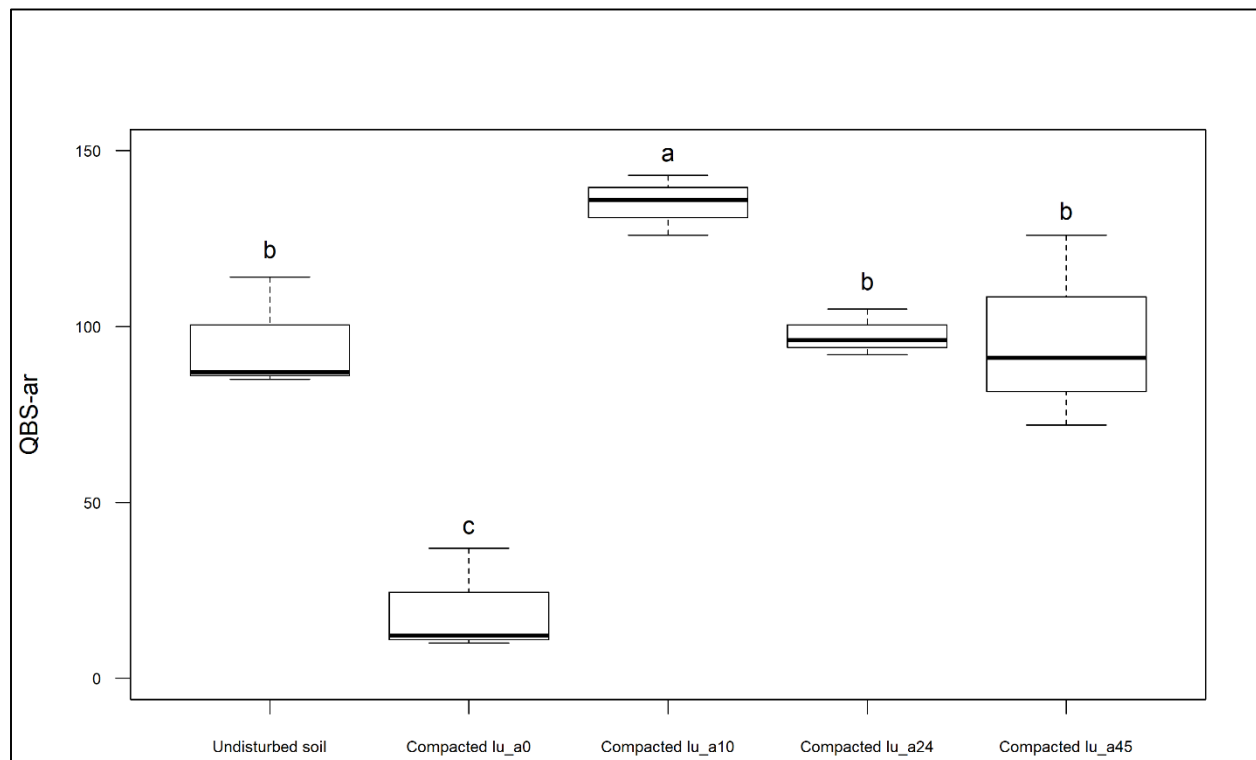 150
100
50
0
QBS-ar
b
c
a
b
b
Undisturbed soil
Compacted lu_a0
Compacted lu_a10
Compacted lu_a24
Compacted lu_a45